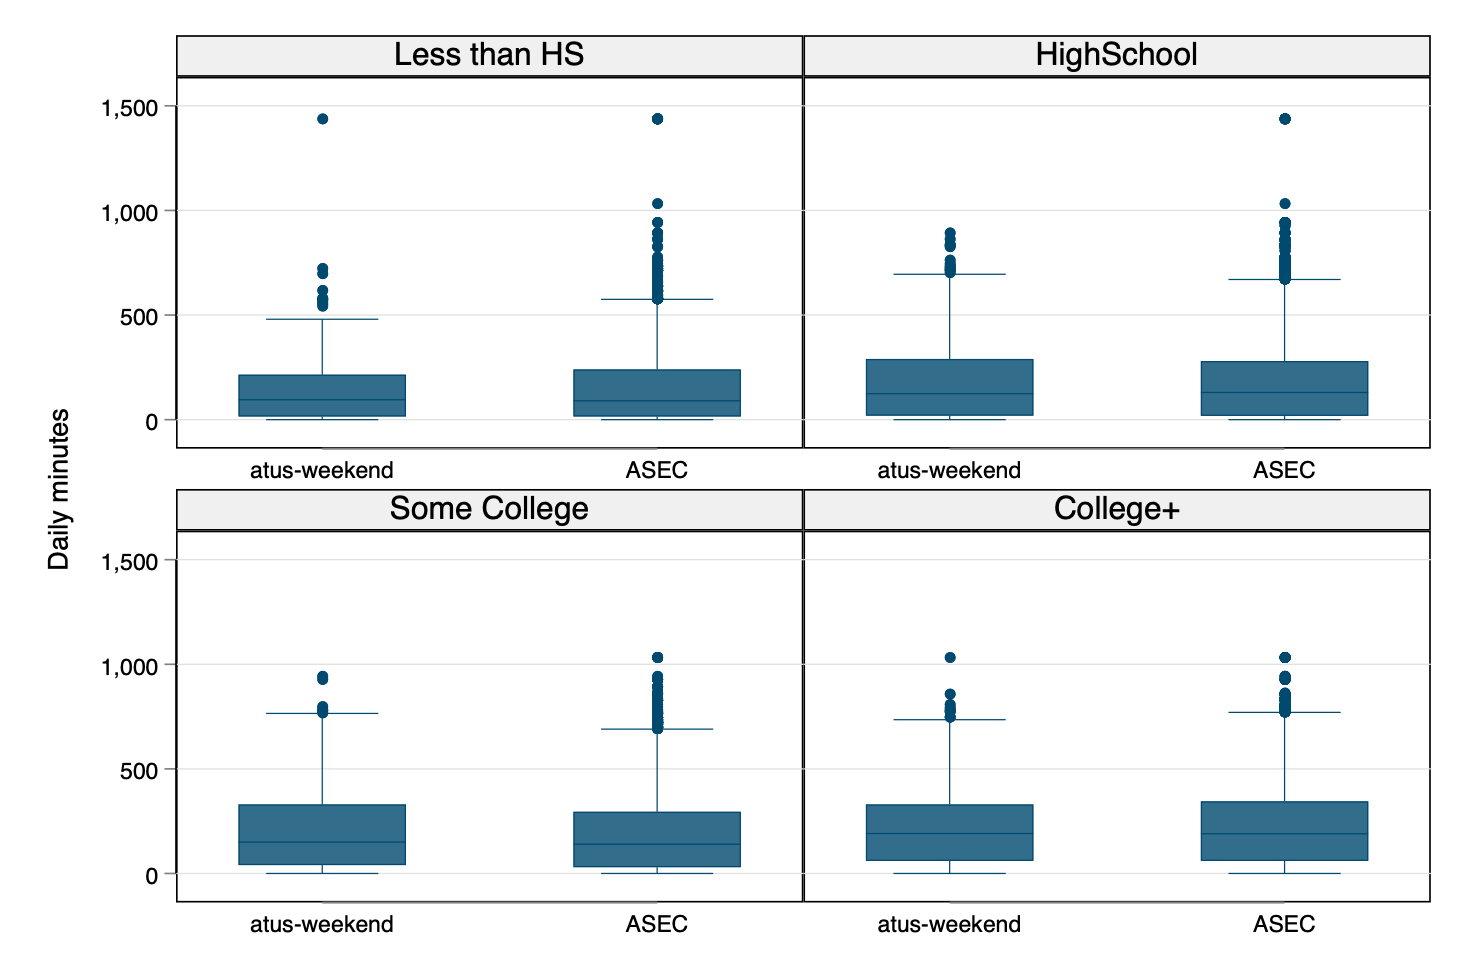 Less than HS
HighSchool
1,500
1,000
500
0
atus-weekend
ASEC
atus-weekend
ASEC
Daily minutes
Some College
College+
1,500
1,000
500
0
atus-weekend
ASEC
atus-weekend
ASEC